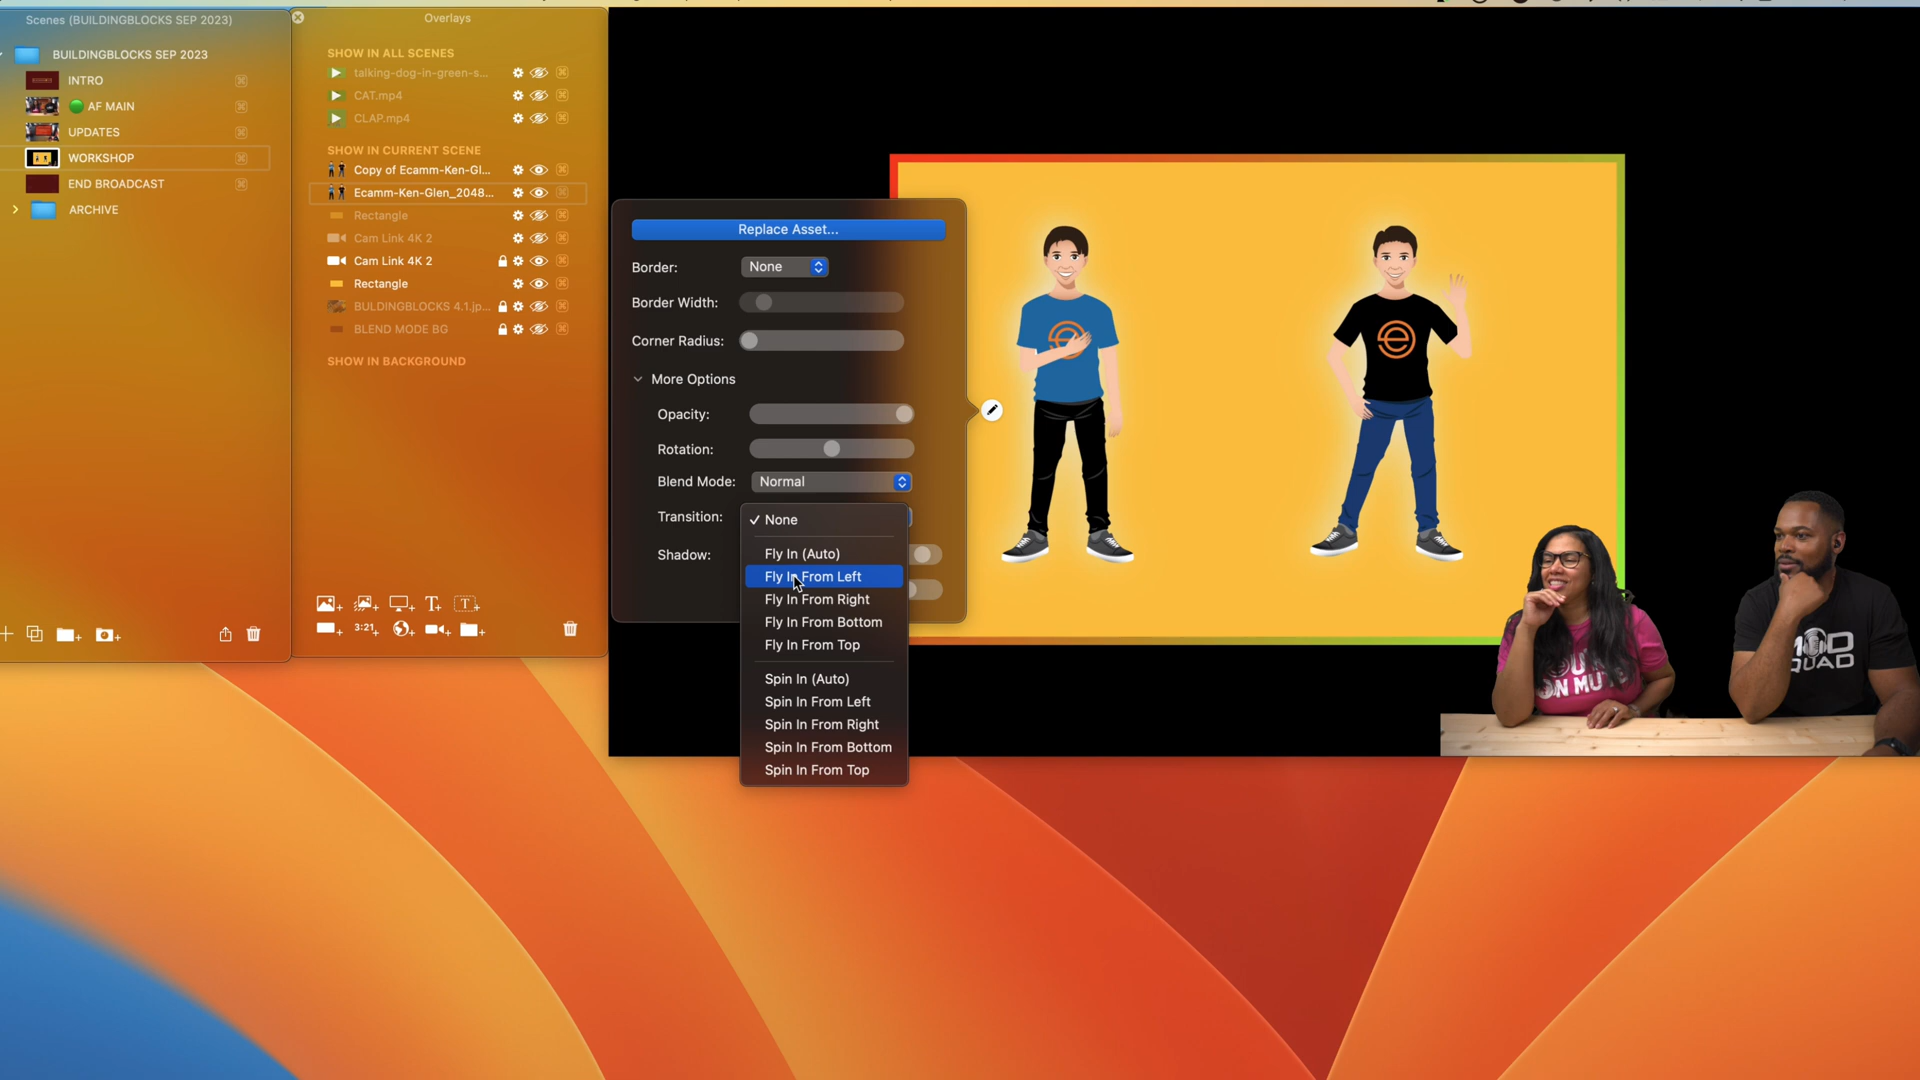 Scenes (BUILDINGBLOCKS SEP 2023)
BUILDINGBLOCKS SEP 2023
INTRO
AF MAIN
UPDATES
WORKSHOP
END BROADCAST
ARCHIVE
Overlays
SHOW IN ALL SCENES
talking-dog-in-green-s...
CAT.mp4
CLAP.mp4
SHOW IN CURRENT SCENE
Copy of Ecamm-Ken-Gl...
Ecamm-Ken-Glen_2048...
Rectangle
Cam Link 4K 2
Cam Link 4K 2
Rectangle
BULDINGBLOCKS 4.1.jp...
BLEND MODE BG
SHOW IN BACKGROUND
T+
T+
3:21+
Replace Asset...
Border: None
Border Width:
Corner Radius:
More Options
Opacity:
Rotation:
Blend Mode: Normal
Transition:
Shadow:
✓ None
Fly In (Auto)
Fly In From Left
Fly In From Right
Fly In From Bottom
Fly In From Top
Spin In (Auto)
Spin In From Left
Spin In From Right
Spin In From Bottom
Spin In From Top
ON MUTE